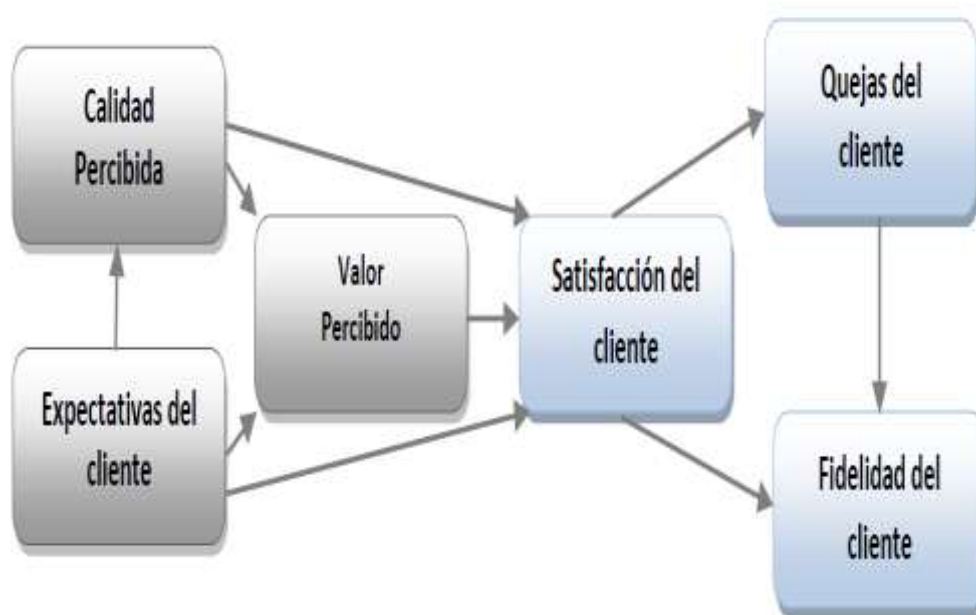 Calidad
Percibida
Expectativas del
cliente
Valor
Percibido
Satisfacción del
cliente
Quejas del
cliente
Fidelidad del
cliente